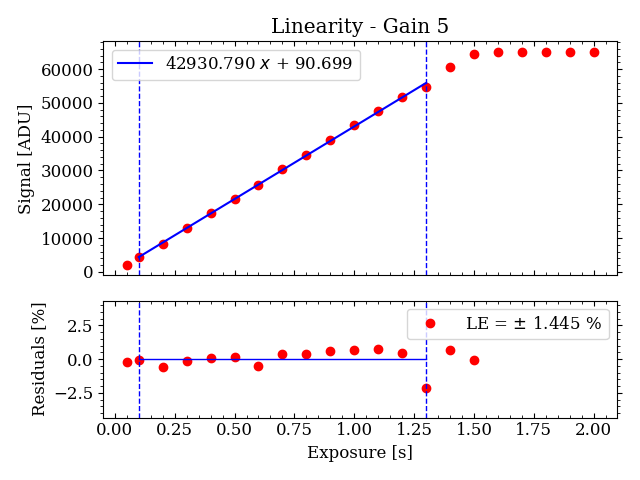 Linearity - Gain 5
42930.790 x + 90.699
Signal [ADU]
60000
50000
40000
30000
20000
10000
0
LE = ± 1.445 %
Residuals [%]
2.5
0.0
−2.5
0.00 0.25 0.50 0.75 1.00 1.25 1.50 1.75 2.00
Exposure [s]